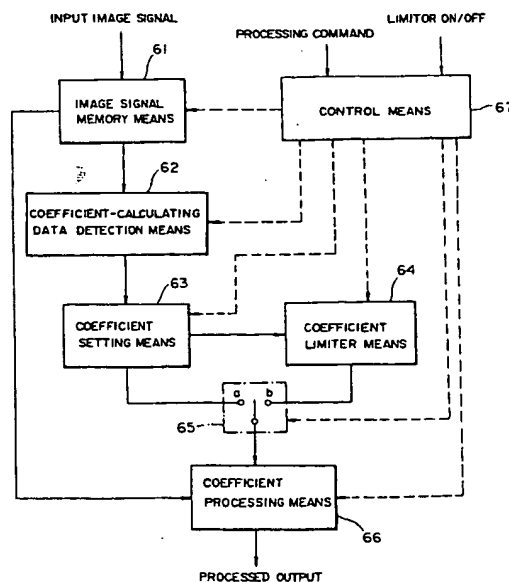 INPUT IMAGE SIGNAL
PROCESSING COMMAND
LIMITOR ON/OFF
61
IMAGE SIGNAL
MEMORY MEANS
CONTROL MEANS
67
62
COEFFICIENT-CALCULATING
DATA DETECTION MEANS
63
COEFFICIENT
SETTING MEANS
64
COEFFICIENT
LIMITER MEANS
a
b
65
COEFFICIENT
PROCESSING MEANS
66
PROCESSED OUTPUT